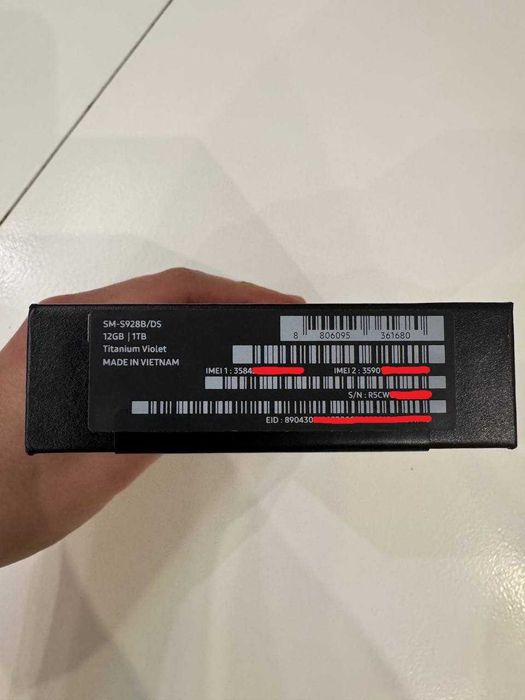 SM-S928B/DS
12GB | 1TB
Titanium Violet
MADE IN VIETNAM
8 806095 361680
IMEI 1 : 3584
IMEI 2 : 3590
S/N : R5CW
EID : 890430